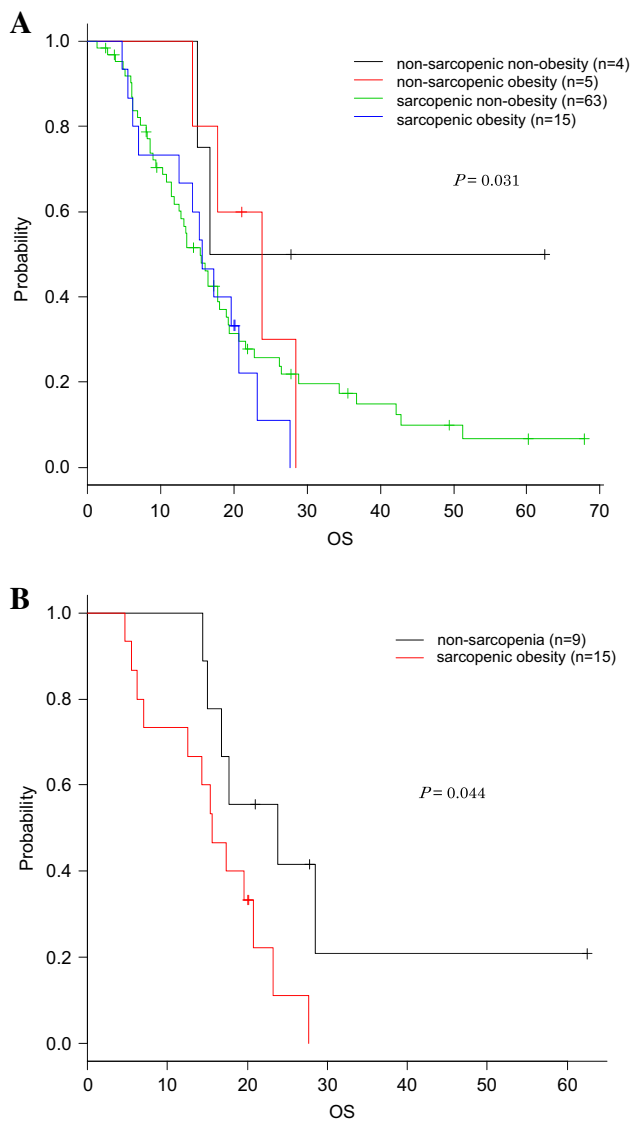 A
1.0
0.8
0.6
0.4
0.2
0.0
Probability
non-sarcopenic non-obesity (n=4)
non-sarcopenic obesity (n=5)
sarcopenic non-obesity (n=63)
sarcopenic obesity (n=15)
P = 0.031
0 10 20 30 40 50 60 70
OS
B
1.0
0.8
0.6
0.4
0.2
0.0
Probability
non-sarcopenia (n=9)
sarcopenic obesity (n=15)
P = 0.044
0 10 20 30 40 50 60
OS